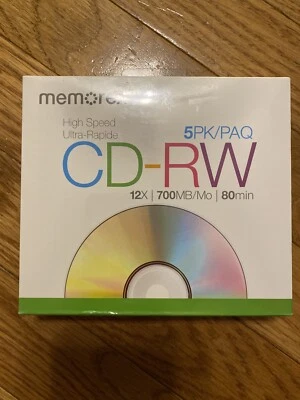 memorex
High Speed
Ultra-Rapide
5PK/PAQ
CD-RW
12X | 700MB/Mo | 80min